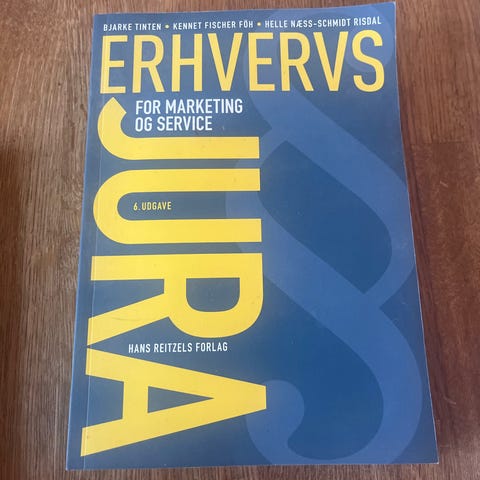 BJARKE TINTEN • KENNET FISCHER FÖH • HELLE NÆSS-SCHMIDT RISDAL
ERHVERVS
FOR MARKETING
OG SERVICE
JURA
6. UDGAVE
HANS REITZELS FORLAG